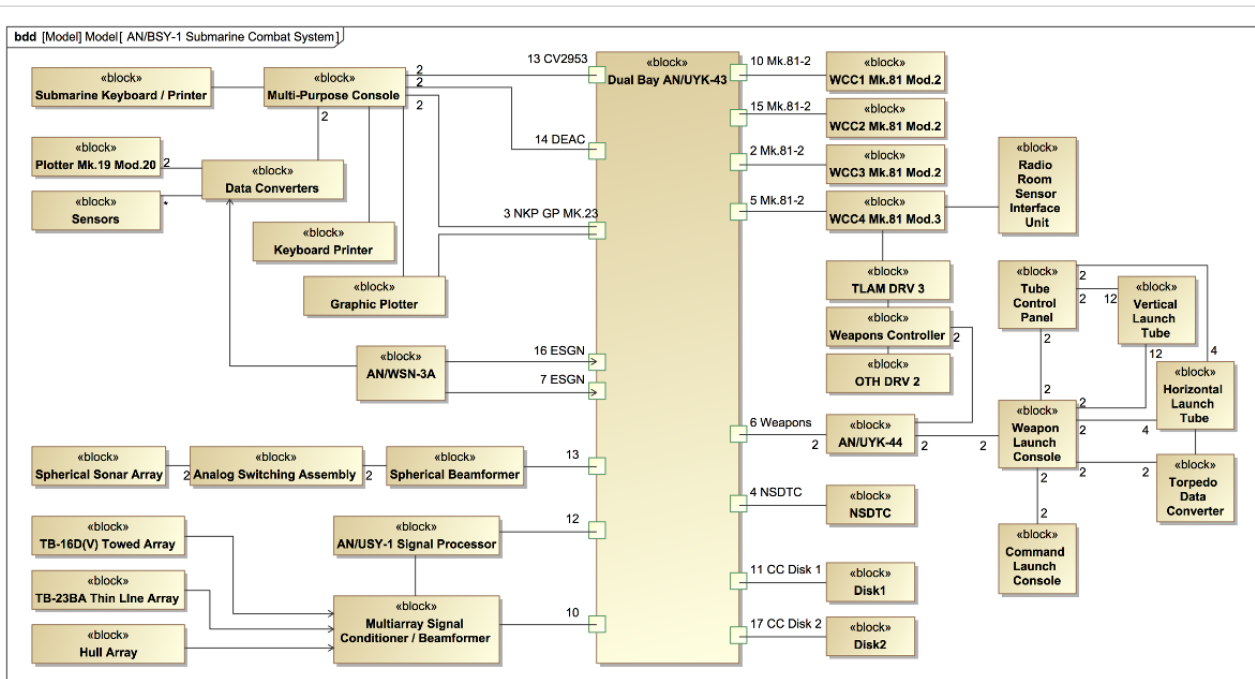 bdd [Model] Model[ AN/BSY-1 Submarine Combat System]
«block»
Submarine Keyboard / Printer
«block»
Multi-Purpose Console
2
2
2
2
13 CV2953
14 DEAC
3 NKP GP MK.23
«block»
Plotter Mk.19 Mod.20
2
«block»
Sensors
*
«block»
Data Converters
«block»
Keyboard Printer
«block»
Graphic Plotter
«block»
AN/WSN-3A
16 ESGN
7 ESGN
«block»
Spherical Sonar Array
2
«block»
Analog Switching Assembly
2
«block»
Spherical Beamformer
13
«block»
TB-16D(V) Towed Array
«block»
TB-23BA Thin LIne Array
«block»
Hull Array
«block»
AN/USY-1 Signal Processor
12
«block»
Multiarray Signal
Conditioner / Beamformer
10
«block»
Dual Bay AN/UYK-43
10 Mk.81-2
«block»
WCC1 Mk.81 Mod.2
15 Mk.81-2
«block»
WCC2 Mk.81 Mod.2
2 Mk.81-2
«block»
WCC3 Mk.81 Mod.2
5 Mk.81-2
«block»
WCC4 Mk.81 Mod.3
«block»
Radio
Room
Sensor
Interface
Unit
«block»
TLAM DRV 3
«block»
Weapons Controller
2
«block»
OTH DRV 2
6 Weapons
2
«block»
AN/UYK-44
2
2
«block»
Tube
Control
Panel
2
2
2
12
«block»
Vertical
Launch
Tube
12
4
«block»
Horizontal
Launch
Tube
2
«block»
Weapon
Launch
Console
2
2
4
2
2
2
«block»
Torpedo
Data
Converter
2
«block»
Command
Launch
Console
4 NSDTC
«block»
NSDTC
11 CC Disk 1
«block»
Disk1
17 CC Disk 2
«block»
Disk2